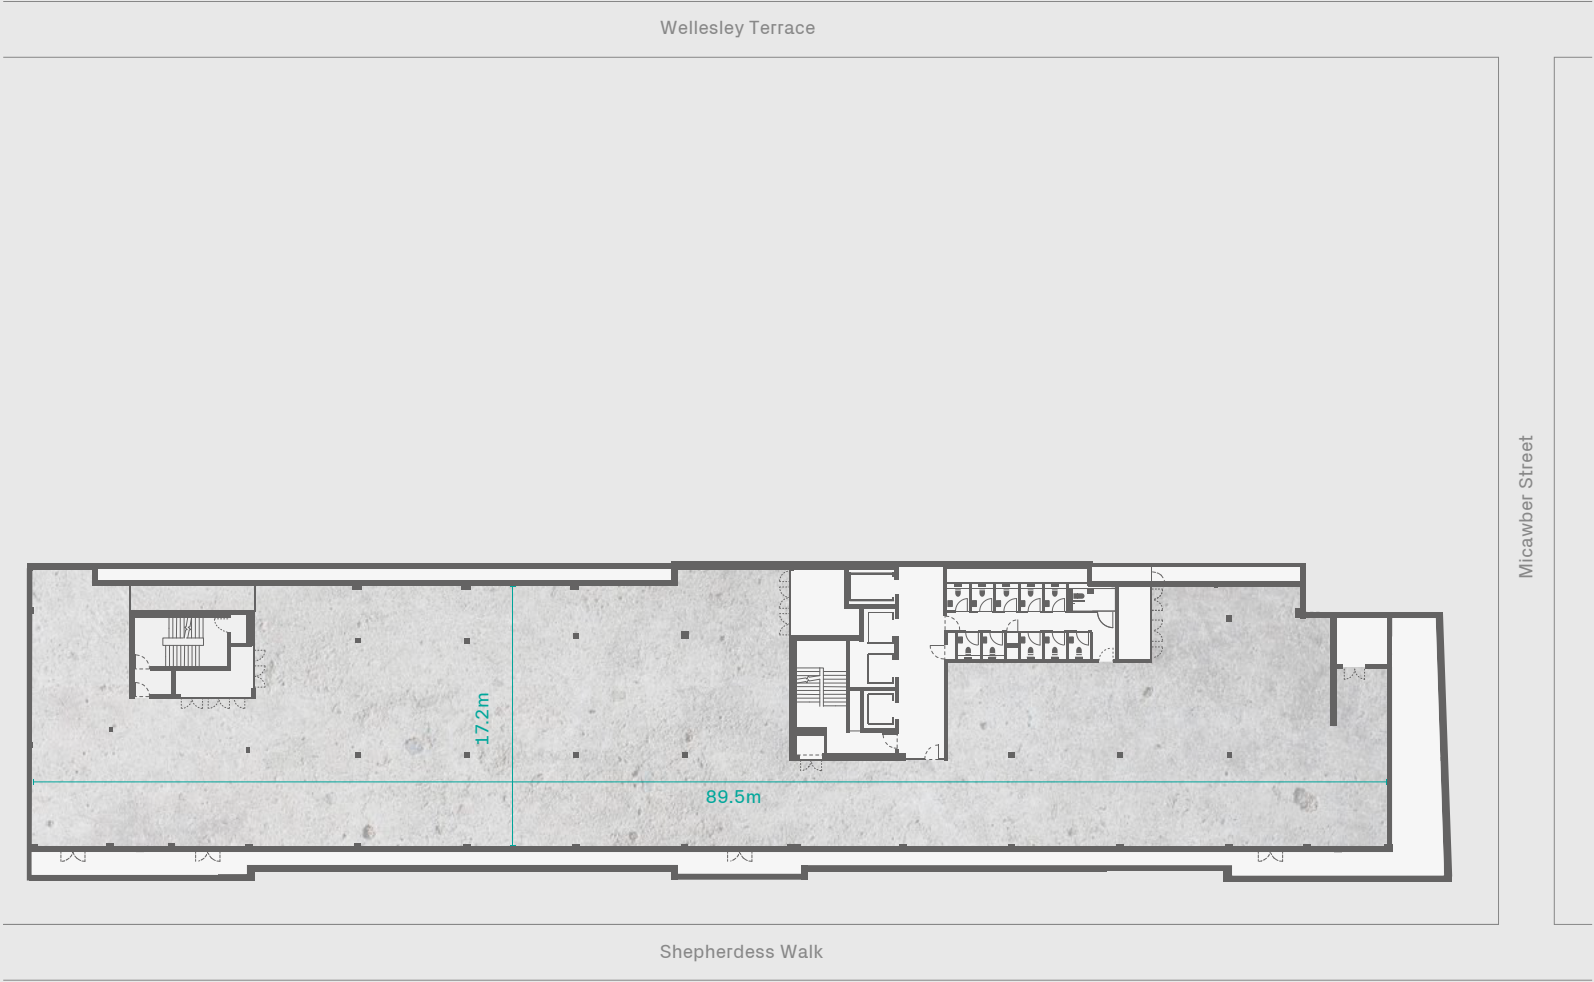 Wellesley Terrace
Micawber Street
17.2m
89.5m
Shepherdess Walk